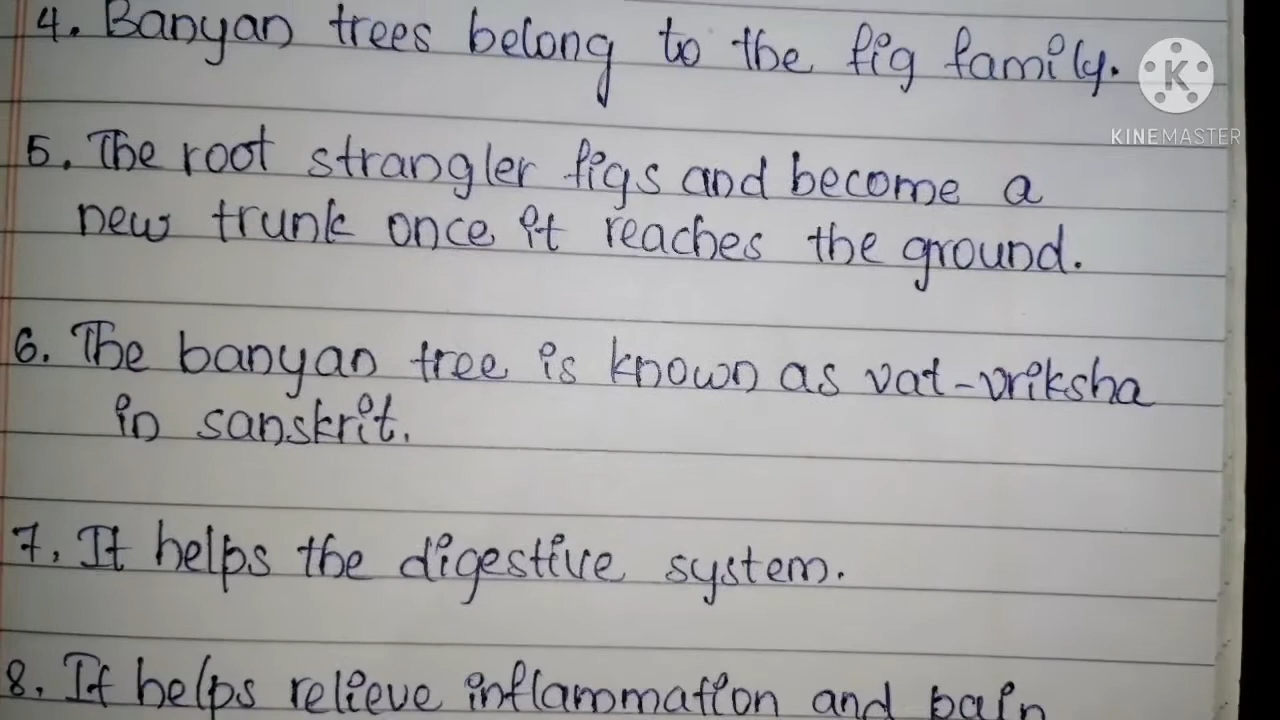 4. Banyan trees belong to the fig family.
K
KINEMASTER
5. The root strangler figs and become a
new trunk once it reaches the ground.
6. The banyan tree is known as vat-vriksha
in sanskrit.
7. It helps the digestive system.
8. It helps relieve inflammation and pain